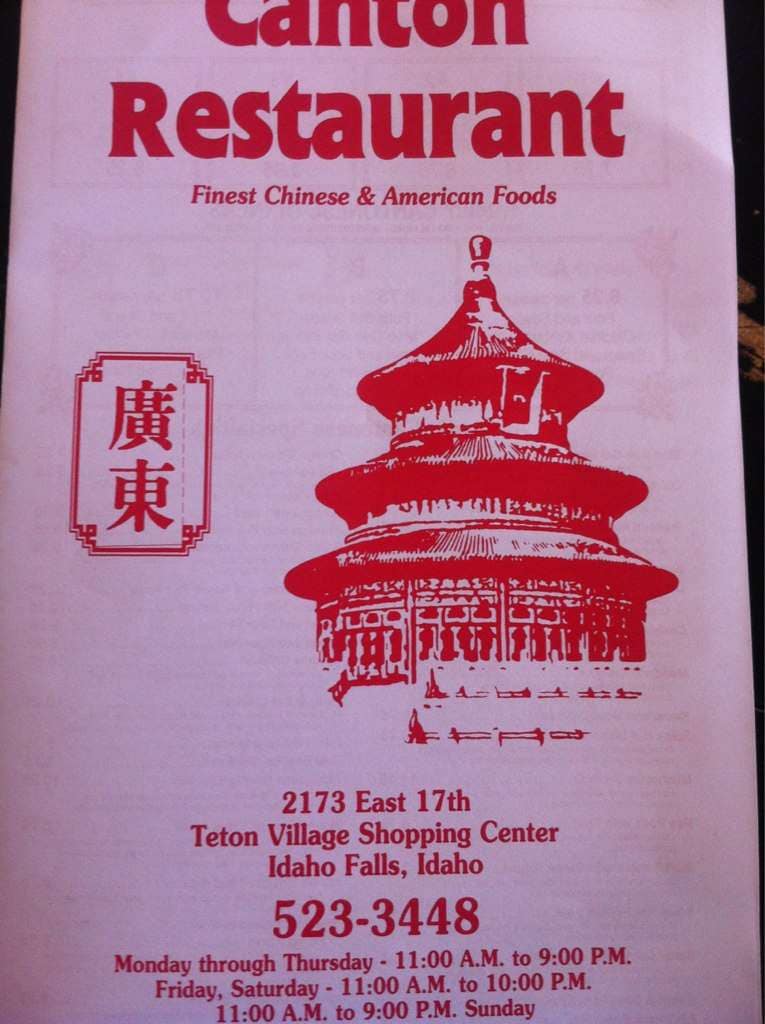 Canton
Restaurant
Finest Chinese & American Foods
廣東
2173 East 17th
Teton Village Shopping Center
Idaho Falls, Idaho
523-3448
Monday through Thursday - 11:00 A.M. to 9:00 P.M.
Friday, Saturday - 11:00 A.M. to 10:00 P.M.
11:00 A.M. to 9:00 P.M. Sunday